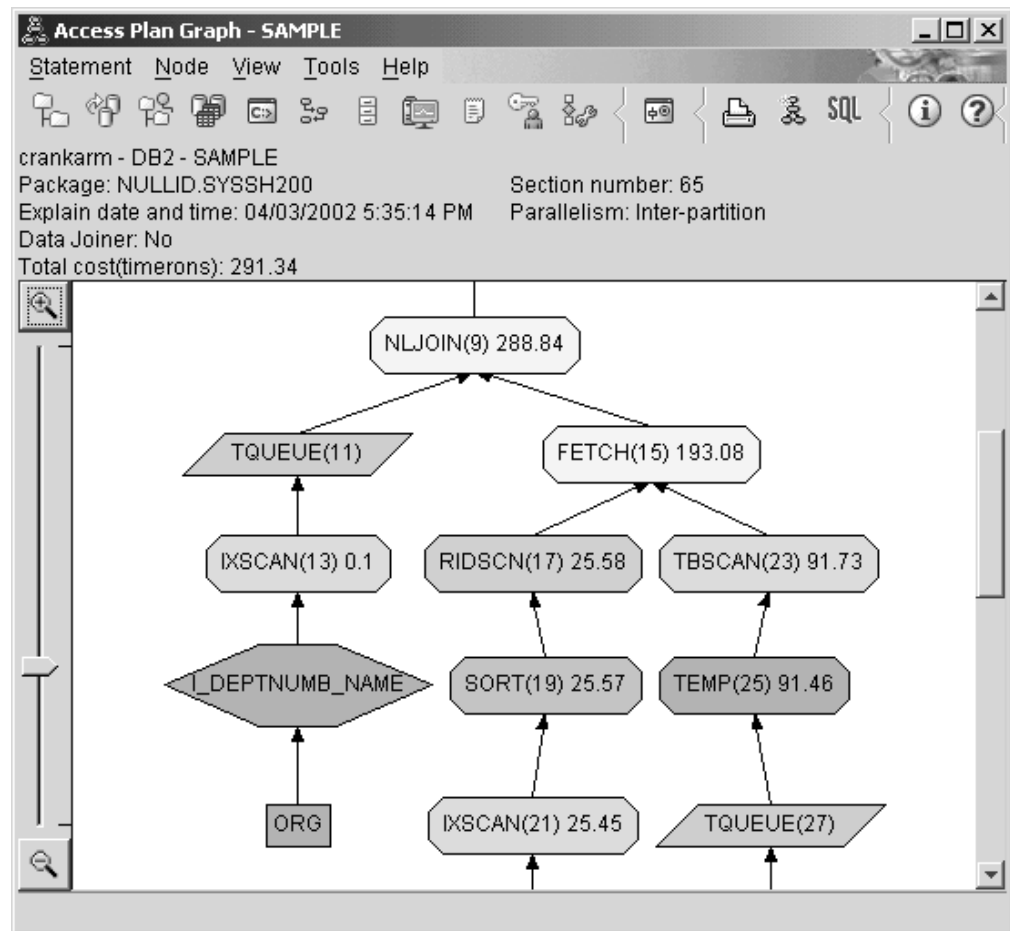 Access Plan Graph - SAMPLE
Statement Node View Tools Help
SQL
crankarm - DB2 - SAMPLE
Package: NULLID.SYSSH200 Section number: 65
Explain date and time: 04/03/2002 5:35:14 PM Parallelism: Inter-partition
Data Joiner: No
Total cost(timerons): 291.34
NLJOIN(9) 288.84
TQUEUE(11)
FETCH(15) 193.08
IXSCAN(13) 0.1
RIDSCN(17) 25.58
TBSCAN(23) 91.73
I_DEPTNUMB_NAME
SORT(19) 25.57
TEMP(25) 91.46
ORG
IXSCAN(21) 25.45
TQUEUE(27)